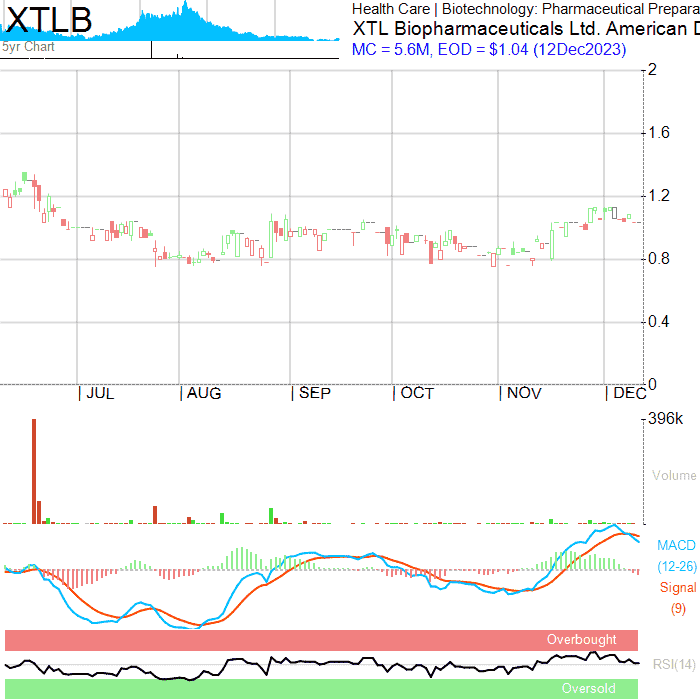 XTLB
5yr Chart
Health Care | Biotechnology: Pharmaceutical Prepara
XTL Biopharmaceuticals Ltd. American D
MC = 5.6M, EOD = $1.04 (12Dec2023)
2
1.6
1.2
0.8
0.4
0
| JUL | AUG | SEP | OCT | NOV | DEC
396k
Volume
MACD
(12-26)
Signal
(9)
Overbought
RSI(14)
Oversold